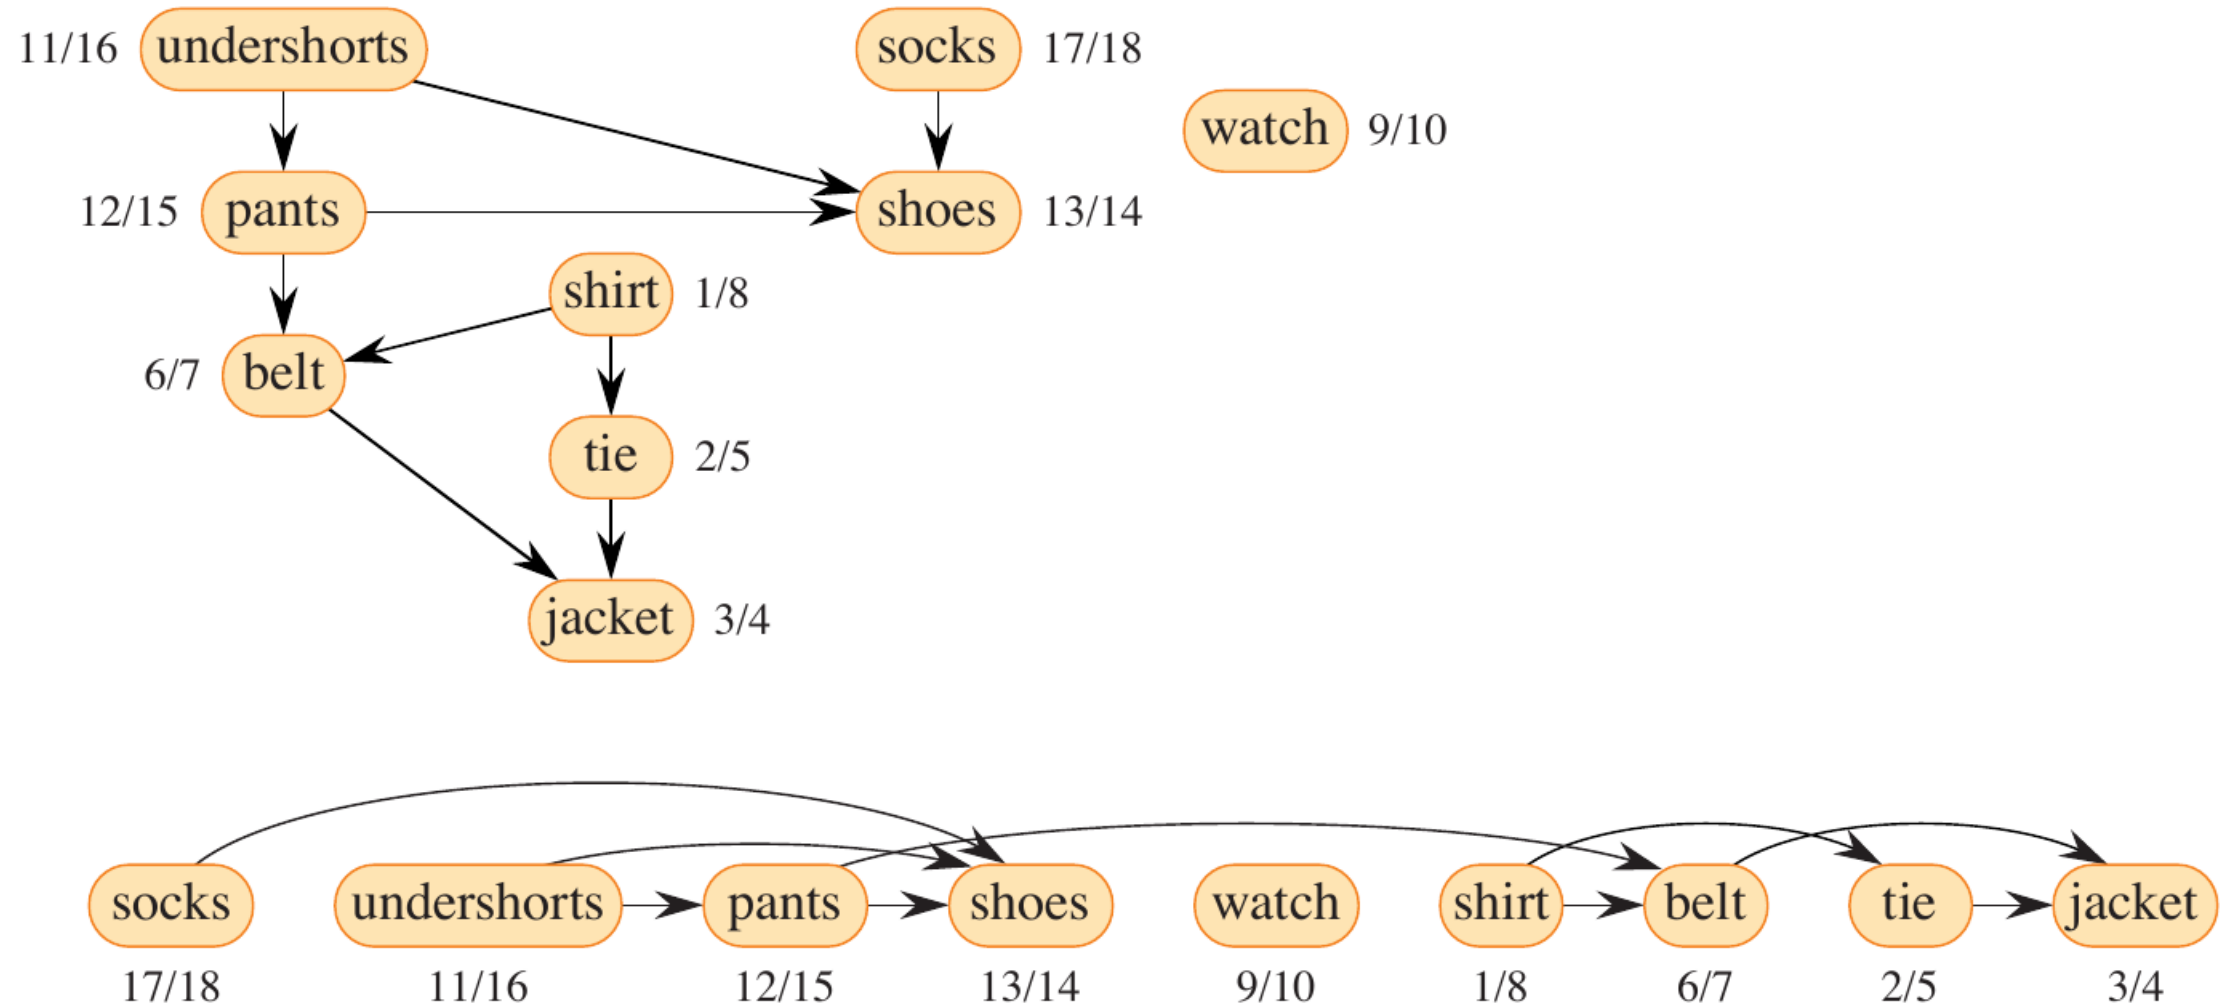 11/16 undershorts socks 17/18
watch 9/10
12/15 pants shoes 13/14
shirt 1/8
6/7 belt
tie 2/5
jacket 3/4
socks undershorts pants shoes watch shirt belt tie jacket
17/18 11/16 12/15 13/14 9/10 1/8 6/7 2/5 3/4